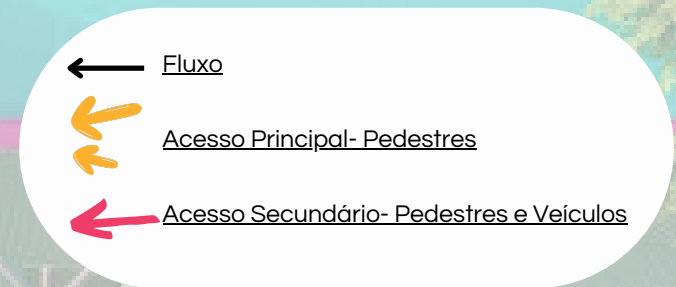 Fluxo
Acesso Principal- Pedestres
Acesso Secundário- Pedestres e Veículos